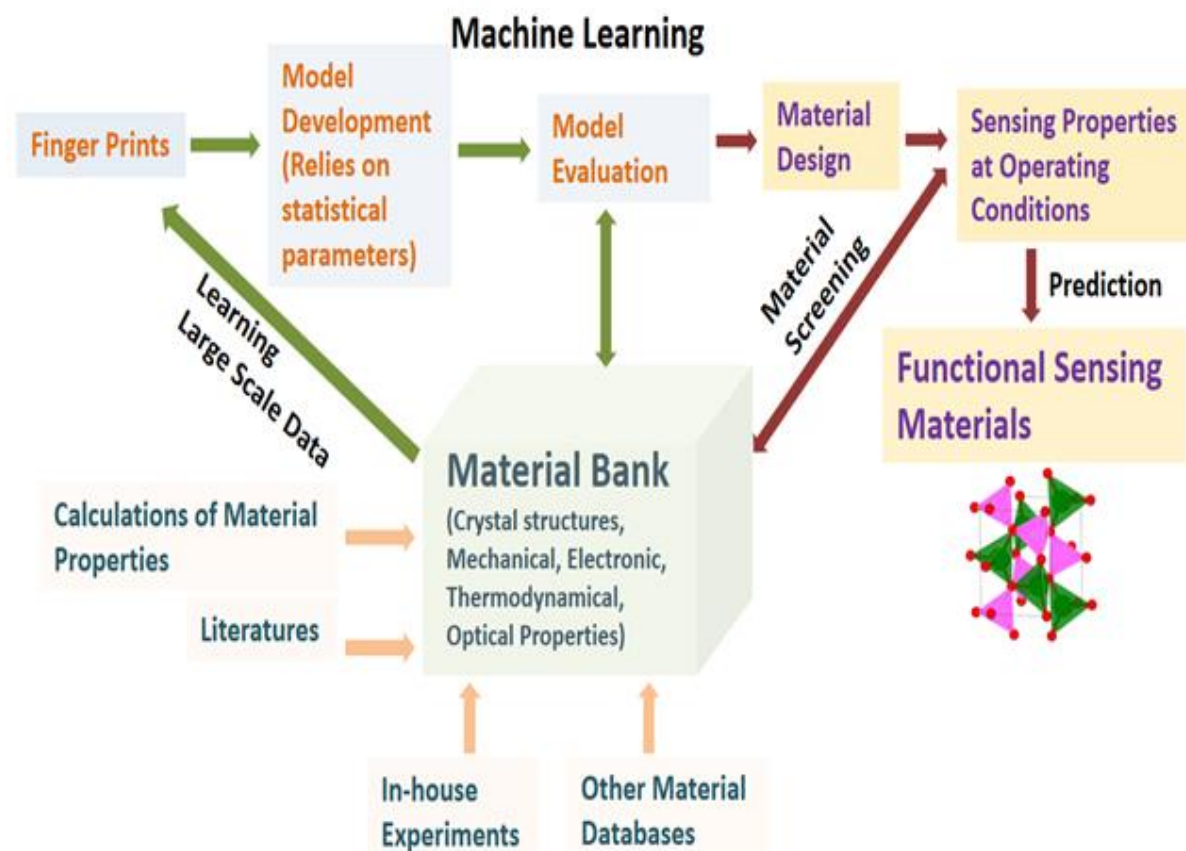 Machine Learning
Finger Prints
Model
Development
(Relies on
statistical
parameters)
Model
Evaluation
Material
Design
Sensing Properties
at Operating
Conditions
Learning
Large Scale Data
Material
Screening
Prediction
Functional Sensing
Materials
Material Bank
(Crystal structures,
Mechanical, Electronic,
Thermodynamical,
Optical Properties)
Calculations of Material
Properties
Literatures
In-house
Experiments
Other Material
Databases